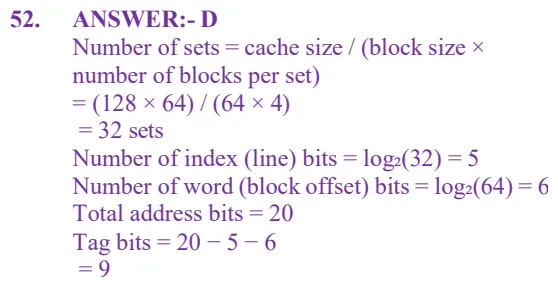 52. ANSWER:- D
Number of sets = cache size / (block size ×
number of blocks per set)
= (128 × 64) / (64 × 4)
= 32 sets
Number of index (line) bits = log₂(32) = 5
Number of word (block offset) bits = log₂(64) = 6
Total address bits = 20
Tag bits = 20 − 5 − 6
= 9